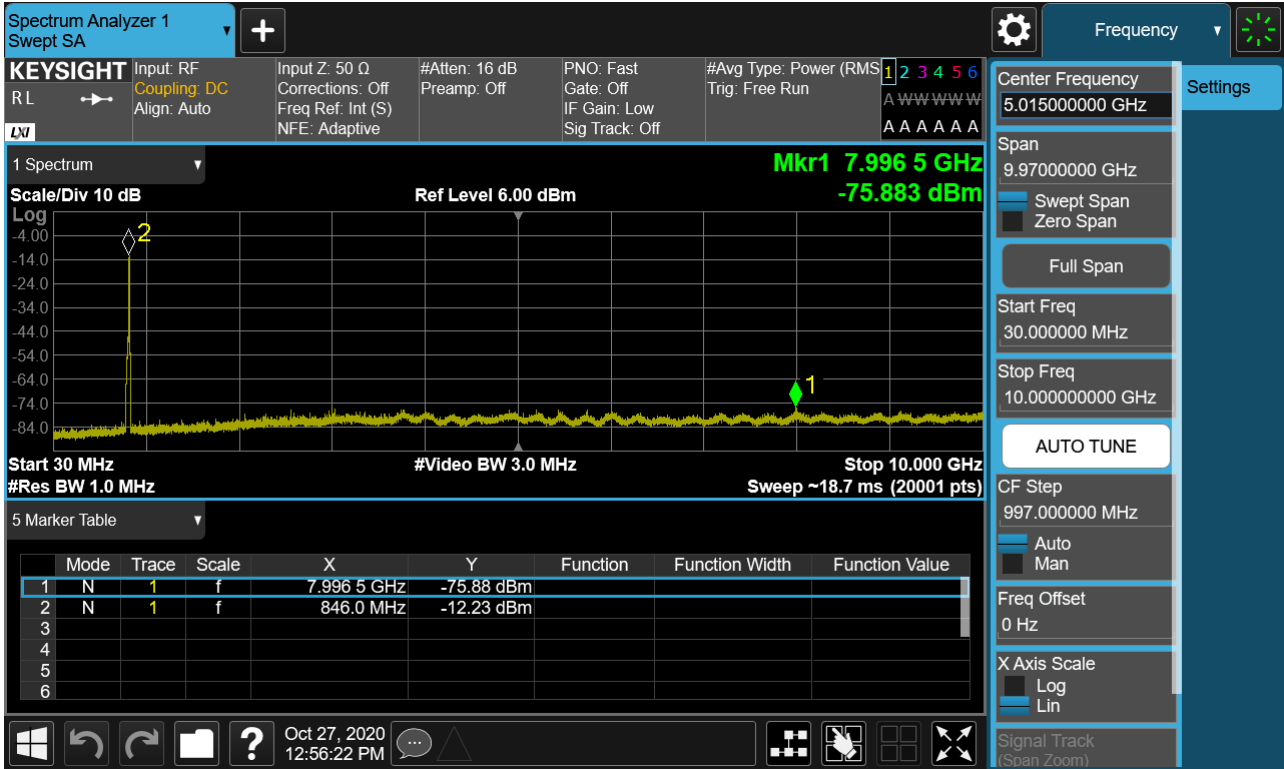 Spectrum Analyzer 1
Swept SA
Frequency
KEYSIGHT
R L
LXI
Input: RF
Coupling: DC
Align: Auto
Input Z: 50 Ω
Corrections: Off
Freq Ref: Int (S)
NFE: Adaptive
#Atten: 16 dB
Preamp: Off
PNO: Fast
Gate: Off
IF Gain: Low
Sig Track: Off
#Avg Type: Power (RMS
Trig: Free Run
1 2 3 4 5 6
A W W W W W
A A A A A A
1 Spectrum
Mkr1 7.996 5 GHz
-75.883 dBm
Scale/Div 10 dB
Ref Level 6.00 dBm
Log
-4.00
-14.0
-24.0
-34.0
-44.0
-54.0
-64.0
-74.0
-84.0
2
1
Start 30 MHz
#Video BW 3.0 MHz
Stop 10.000 GHz
#Res BW 1.0 MHz
Sweep ~18.7 ms (20001 pts)
5 Marker Table
Mode Trace Scale X Y Function Function Width Function Value
1 N 1 f 7.996 5 GHz -75.88 dBm
2 N 1 f 846.0 MHz -12.23 dBm
3
4
5
6
Oct 27, 2020
12:56:22 PM
Center Frequency
5.015000000 GHz
Span
9.97000000 GHz
Swept Span
Zero Span
Full Span
Start Freq
30.000000 MHz
Stop Freq
10.000000000 GHz
AUTO TUNE
CF Step
997.000000 MHz
Auto
Man
Freq Offset
0 Hz
X Axis Scale
Log
Lin
Signal Track
(Span Zoom)
Settings